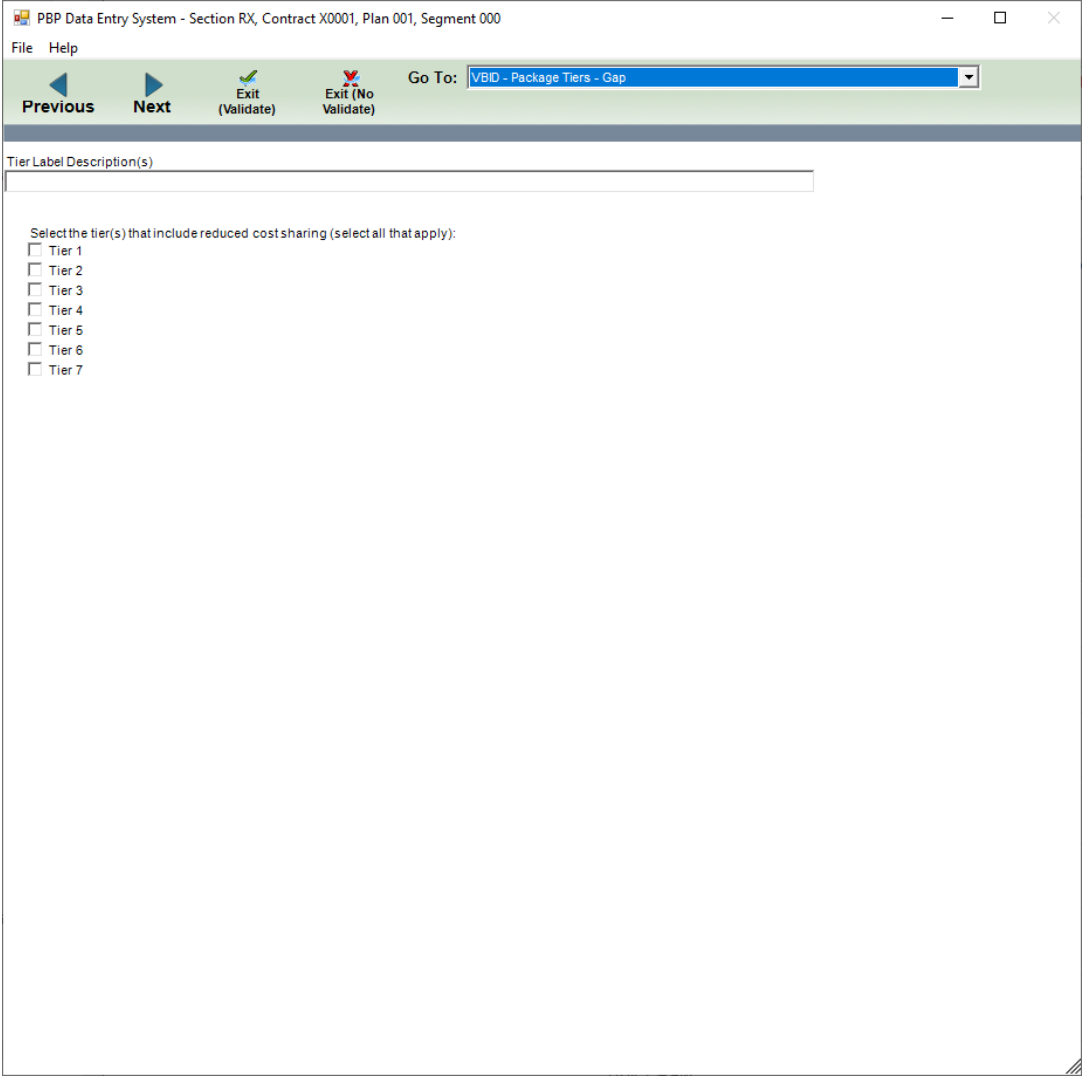 PBP Data Entry System - Section RX, Contract X0001, Plan 001, Segment 000
File Help
Previous
Next
Exit
(Validate)
Exit (No
Validate)
Go To:
VBID - Package Tiers - Gap
Tier Label Description(s)
Select the tier(s) that include reduced cost sharing (select all that apply):
Tier 1
Tier 2
Tier 3
Tier 4
Tier 5
Tier 6
Tier 7